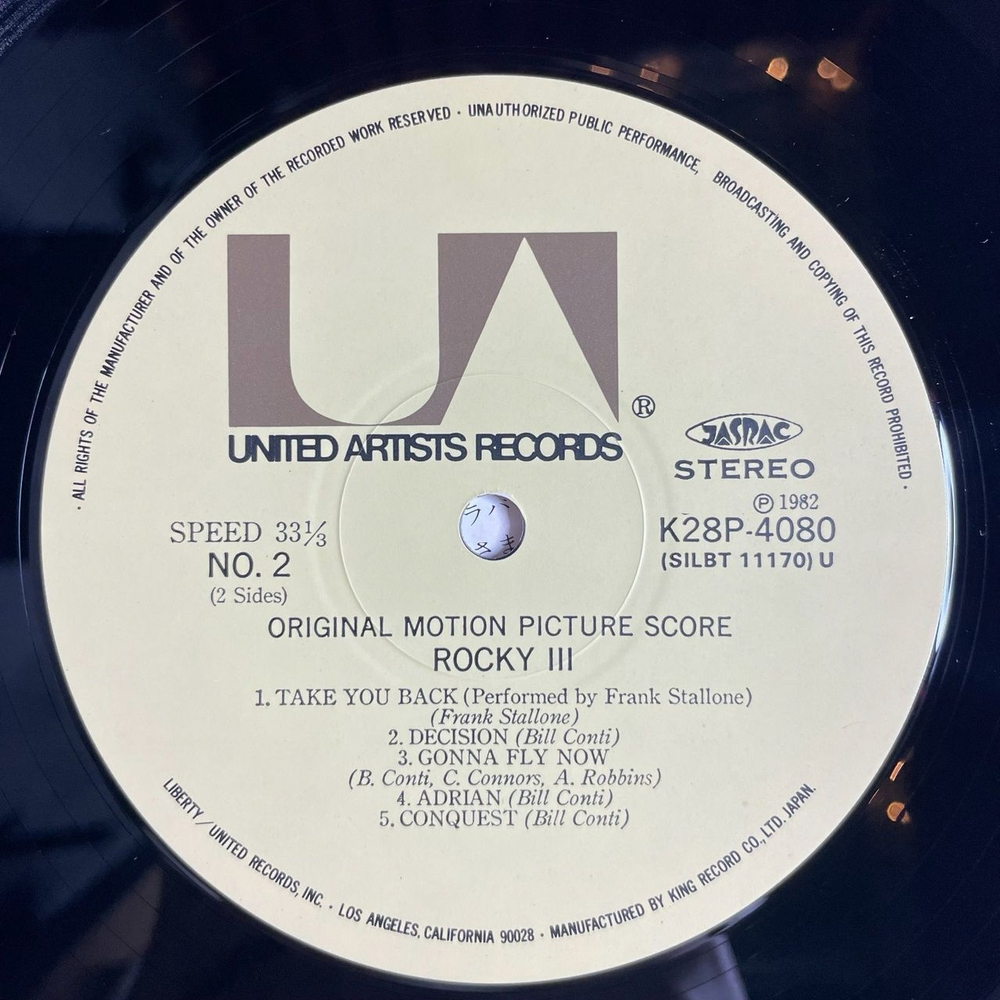 · ALL RIGHTS OF THE MANUFACTURER AND OF THE OWNER OF THE RECORDED WORK RESERVED · UNAUTHORIZED PUBLIC PERFORMANCE, BROADCASTING AND COPYING OF THIS RECORD PROHIBITED ·
UA ®
UNITED ARTISTS RECORDS
JASRAC
STEREO
Ⓟ 1982
SPEED 33⅓
K28P-4080
NO. 2
(SILBT 11170) U
(2 Sides)
ORIGINAL MOTION PICTURE SCORE
ROCKY III
1. TAKE YOU BACK (Performed by Frank Stallone)
(Frank Stallone)
2. DECISION (Bill Conti)
3. GONNA FLY NOW
(B. Conti, C. Connors, A. Robbins)
4. ADRIAN (Bill Conti)
5. CONQUEST (Bill Conti)
LIBERTY / UNITED RECORDS, INC. · LOS ANGELES, CALIFORNIA 90028 · MANUFACTURED BY KING RECORD CO., LTD. JAPAN.